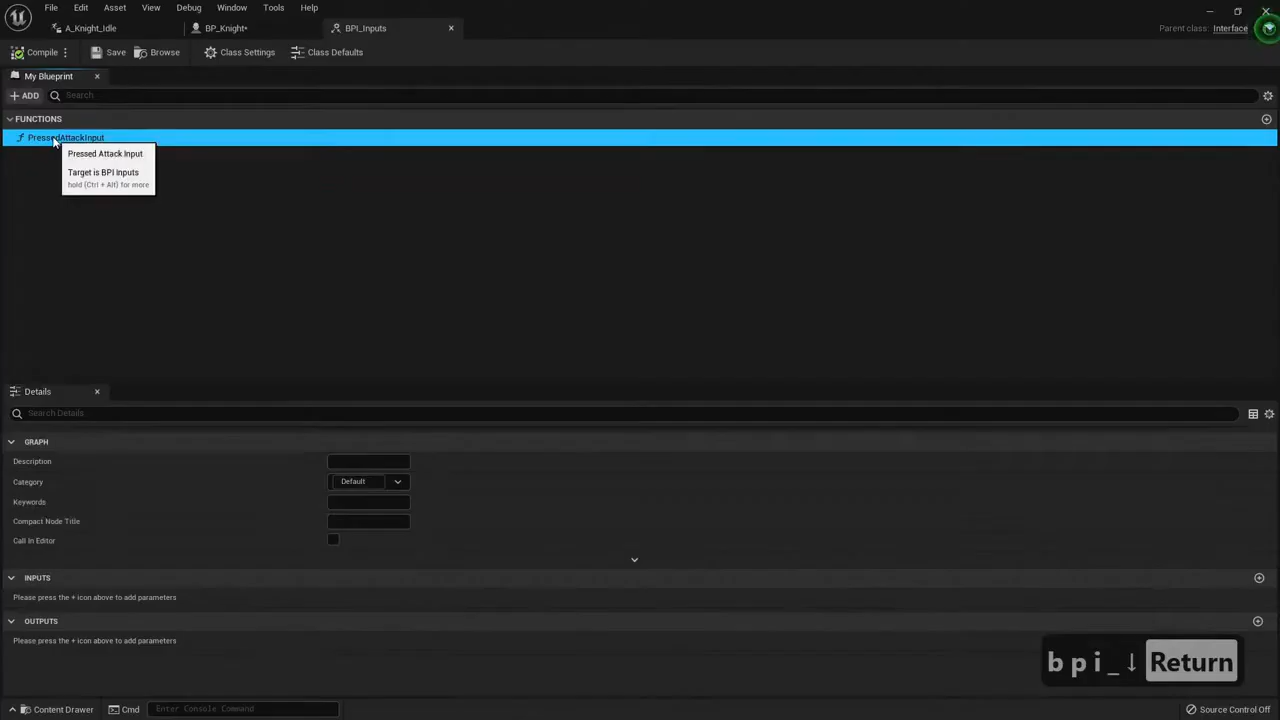 File Edit Asset View Debug Window Tools Help
A_Knight_Idle BP_Knight* BPI_Inputs Parent class: Interface
Compile Save Browse Class Settings Class Defaults
My Blueprint
+ ADD Search
FUNCTIONS
PressedAttackInput
Pressed Attack Input
Target is BPI Inputs
hold (Ctrl + Alt) for more
Details
Search Details
GRAPH
Description
Category Default
Keywords
Compact Node Title
Call In Editor
INPUTS
Please press the + icon above to add parameters
OUTPUTS
Please press the + icon above to add parameters
b p i _ ↓ Return
Content Drawer Cmd Enter Console Command Source Control Off